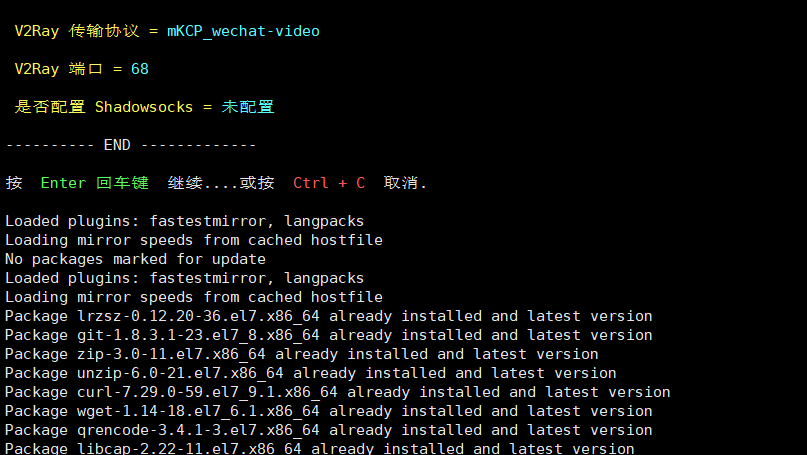 V2Ray 传输协议 = mKCP_wechat-video
V2Ray 端口 = 68
是否配置 Shadowsocks = 未配置
---------- END -------------
按 Enter 回车键 继续....或按 Ctrl + C 取消.
Loaded plugins: fastestmirror, langpacks
Loading mirror speeds from cached hostfile
No packages marked for update
Loaded plugins: fastestmirror, langpacks
Loading mirror speeds from cached hostfile
Package lrzsz-0.12.20-36.el7.x86_64 already installed and latest version
Package git-1.8.3.1-23.el7_8.x86_64 already installed and latest version
Package zip-3.0-11.el7.x86_64 already installed and latest version
Package unzip-6.0-21.el7.x86_64 already installed and latest version
Package curl-7.29.0-59.el7_9.1.x86_64 already installed and latest version
Package wget-1.14-18.el7_6.1.x86_64 already installed and latest version
Package qrencode-3.4.1-3.el7.x86_64 already installed and latest version
Package libcap-2.22-11.el7.x86_64 already installed and latest version